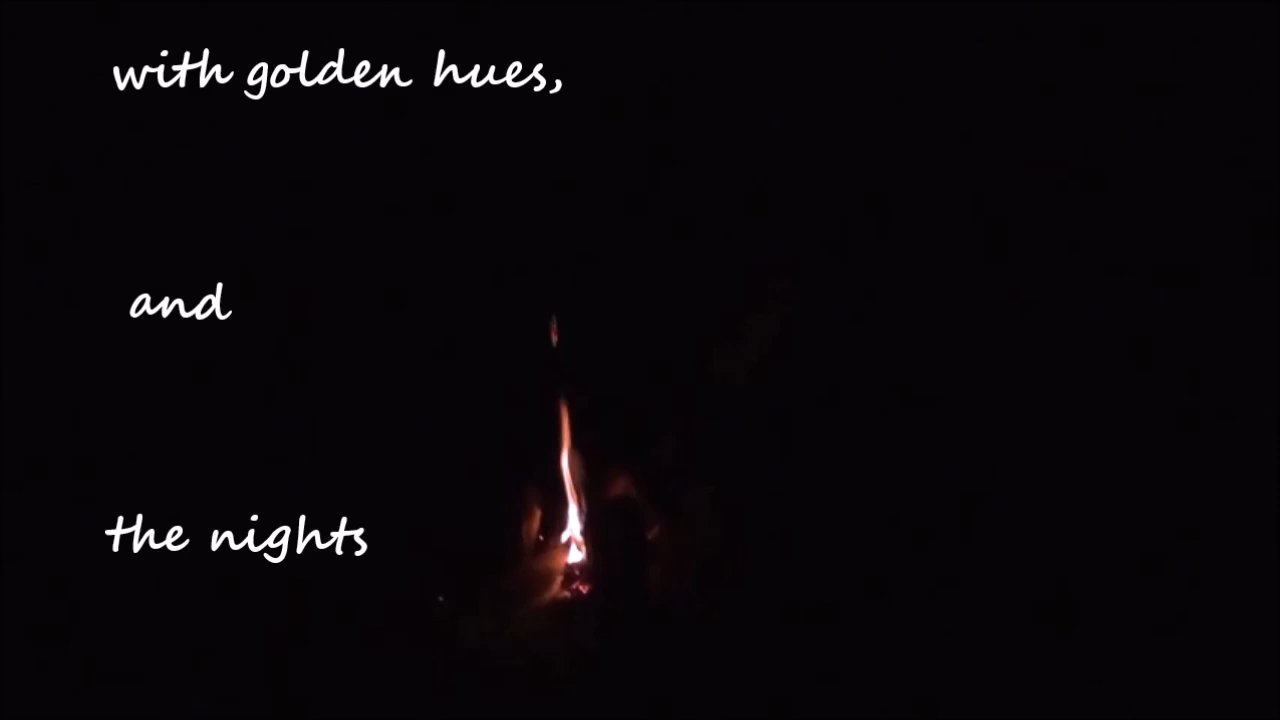 with golden hues,
and
the nights